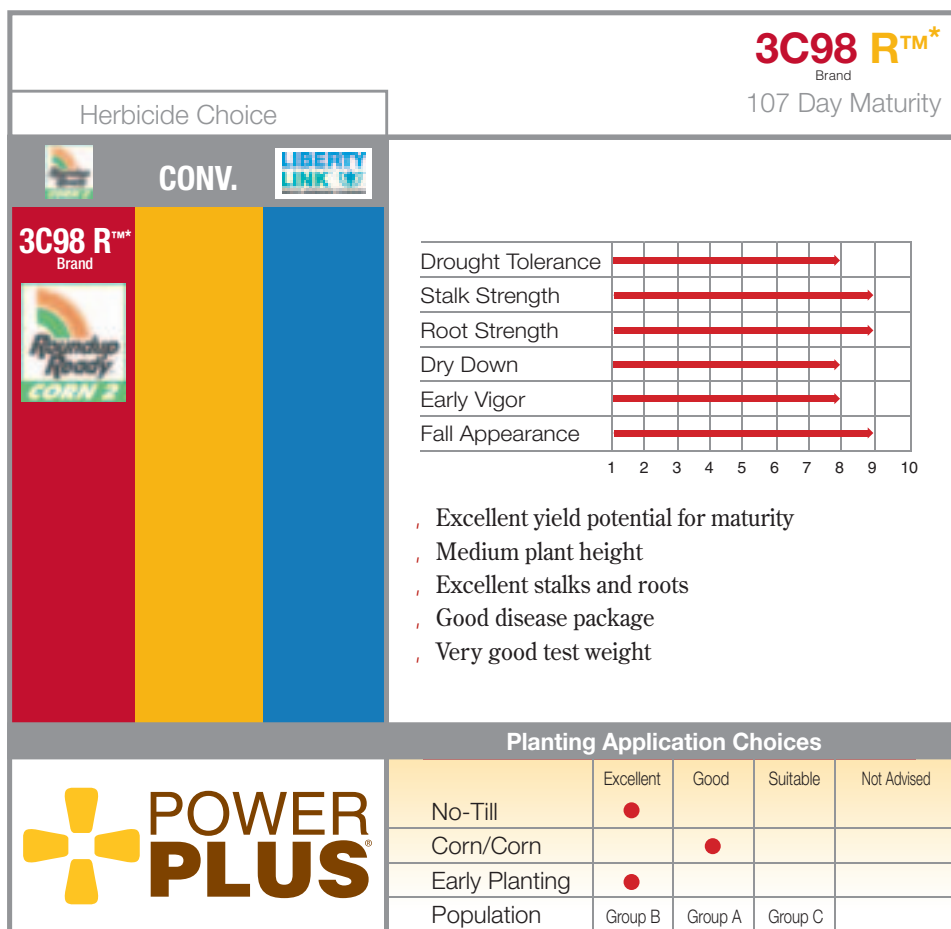 3C98 R™*
Brand
107 Day Maturity
Herbicide Choice
CONV.
LIBERTY
LINK
3C98 R™*
Brand
Roundup
Ready
CORN 2
Drought Tolerance
Stalk Strength
Root Strength
Dry Down
Early Vigor
Fall Appearance
1 2 3 4 5 6 7 8 9 10
, Excellent yield potential for maturity
, Medium plant height
, Excellent stalks and roots
, Good disease package
, Very good test weight
Planting Application Choices
Excellent Good Suitable Not Advised
No-Till
Corn/Corn
Early Planting
Population Group B Group A Group C
POWER
PLUS®